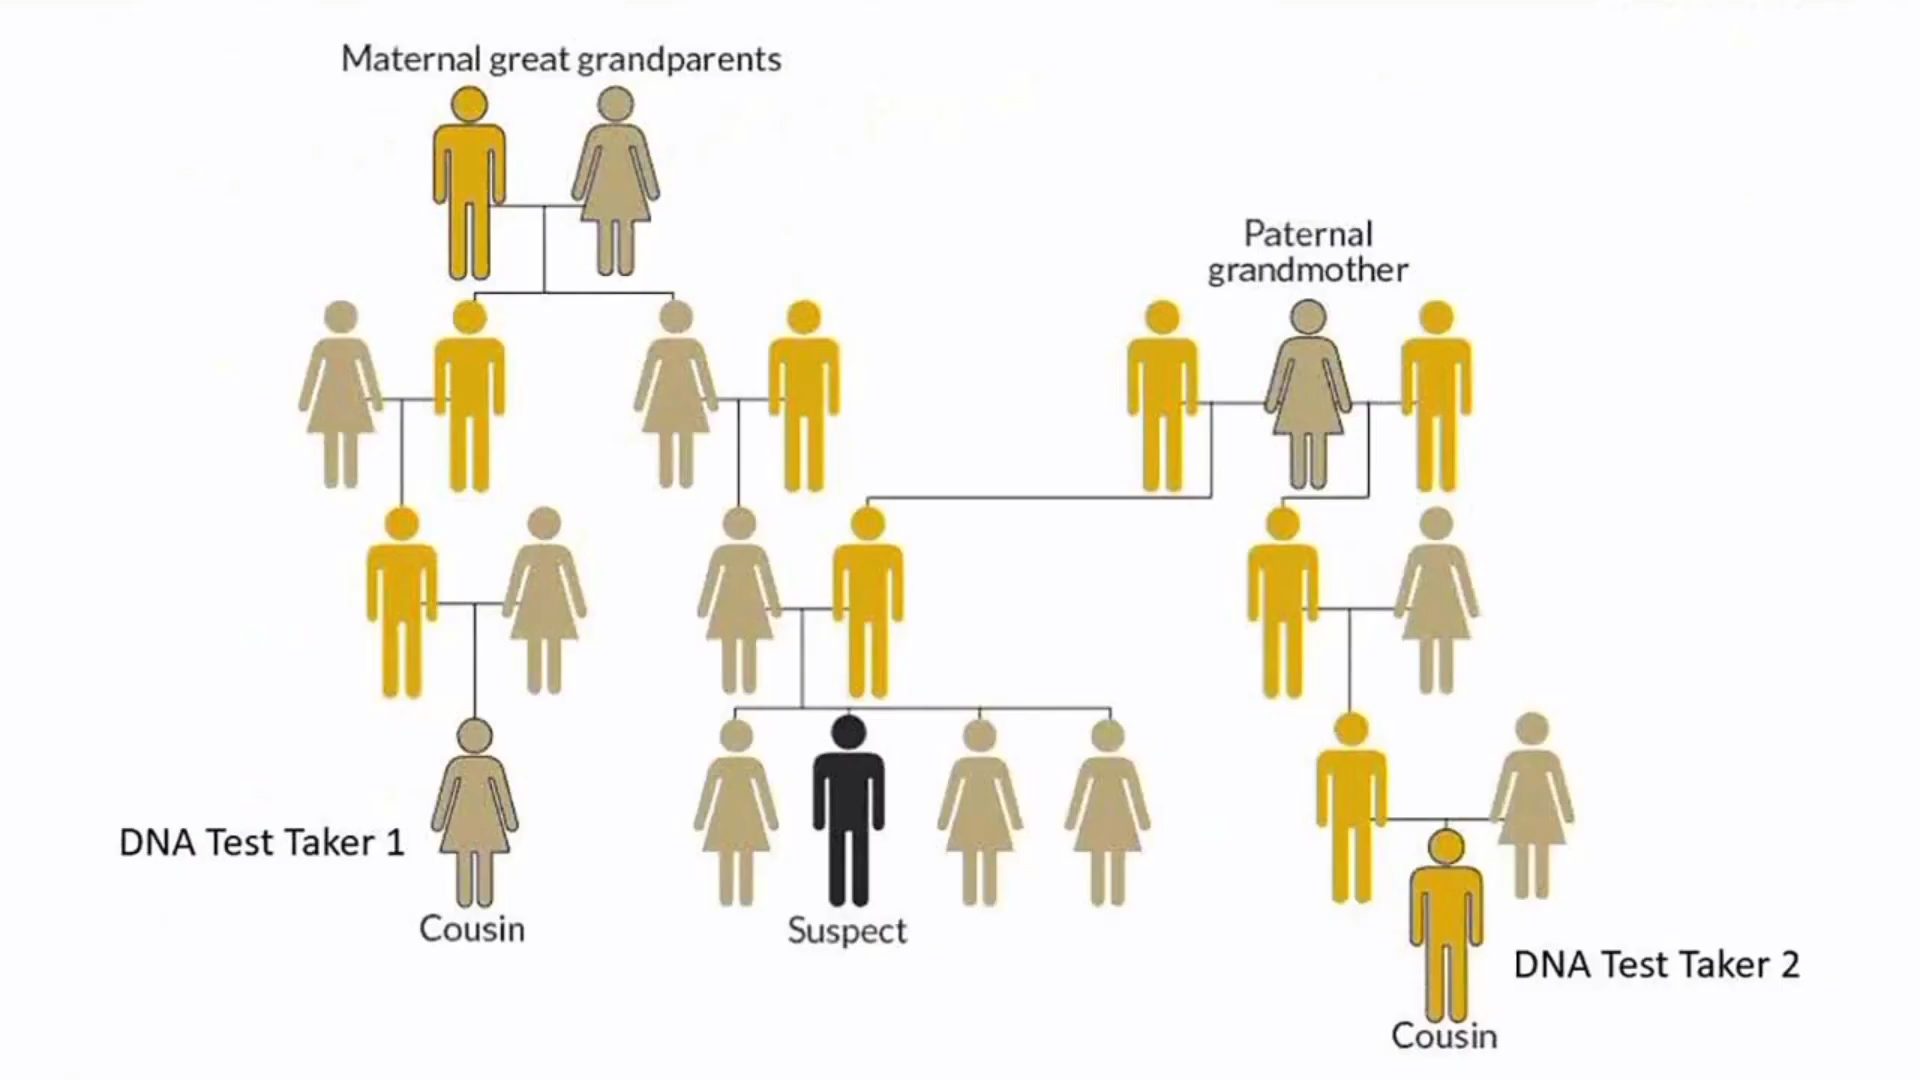 Maternal great grandparents
Paternal
grandmother
DNA Test Taker 1
Cousin
Suspect
DNA Test Taker 2
Cousin